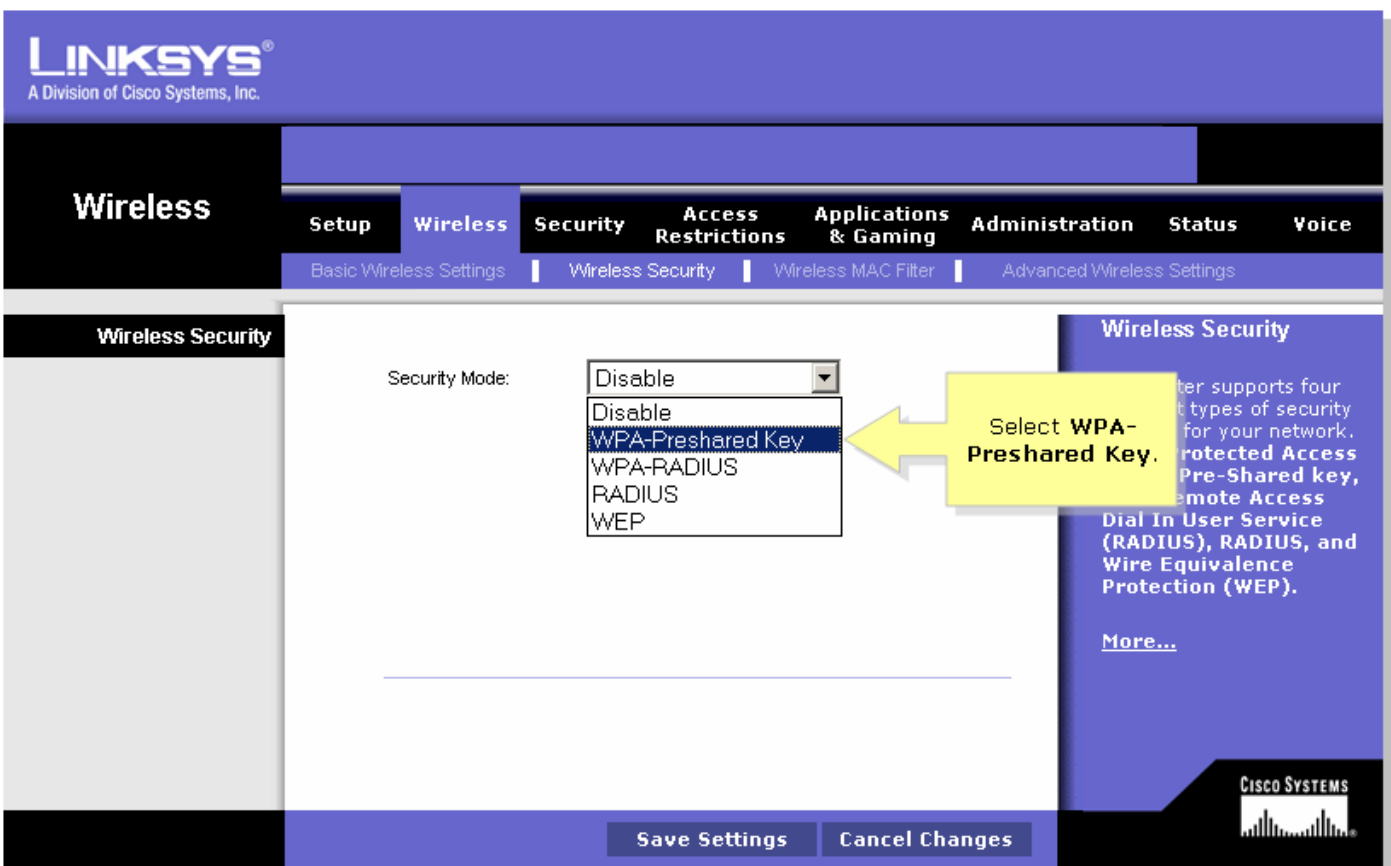 LINKSYS®
A Division of Cisco Systems, Inc.
Wireless
Setup Wireless Security Access Restrictions Applications & Gaming Administration Status Voice
Basic Wireless Settings Wireless Security Wireless MAC Filter Advanced Wireless Settings
Wireless Security
Security Mode: Disable
Disable
WPA-Preshared Key
WPA-RADIUS
RADIUS
WEP
Select WPA-
Preshared Key.
Wireless Security
supports four
types of security
for your network.
Access
Pre-Shared key,
Access
Dial In User Service
(RADIUS), RADIUS, and
Wire Equivalence
Protection (WEP).
More...
CISCO SYSTEMS
Save Settings Cancel Changes